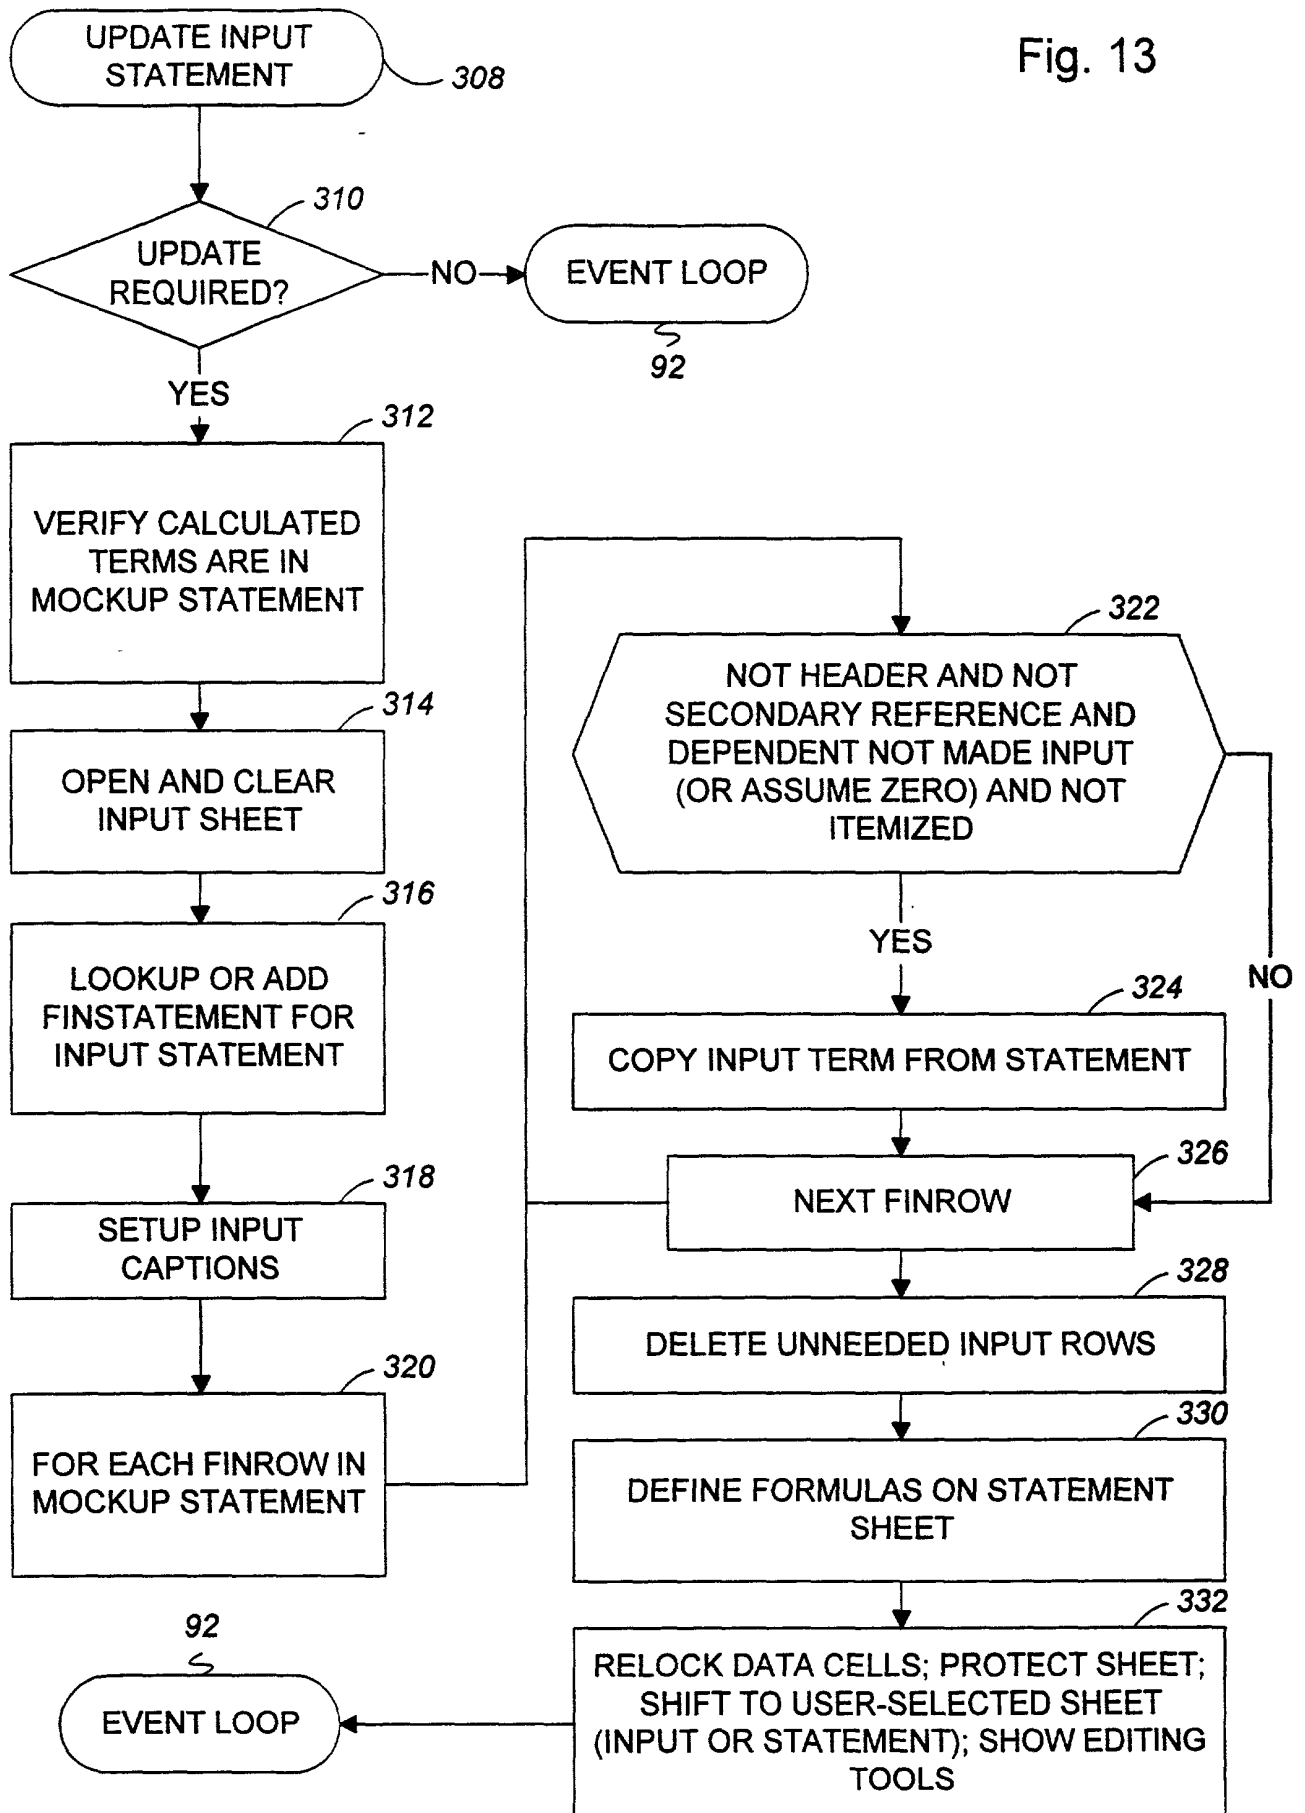 Fig. 13
UPDATE INPUT
STATEMENT
308
310
UPDATE
REQUIRED?
NO
EVENT LOOP
92
YES
312
VERIFY CALCULATED
TERMS ARE IN
MOCKUP STATEMENT
314
OPEN AND CLEAR
INPUT SHEET
316
LOOKUP OR ADD
FINSTATEMENT FOR
INPUT STATEMENT
318
SETUP INPUT
CAPTIONS
320
FOR EACH FINROW IN
MOCKUP STATEMENT
322
NOT HEADER AND NOT
SECONDARY REFERENCE AND
DEPENDENT NOT MADE INPUT
(OR ASSUME ZERO) AND NOT
ITEMIZED
YES
NO
324
COPY INPUT TERM FROM STATEMENT
326
NEXT FINROW
328
DELETE UNNEEDED INPUT ROWS
330
DEFINE FORMULAS ON STATEMENT
SHEET
332
RELOCK DATA CELLS; PROTECT SHEET;
SHIFT TO USER-SELECTED SHEET
(INPUT OR STATEMENT); SHOW EDITING
TOOLS
92
EVENT LOOP